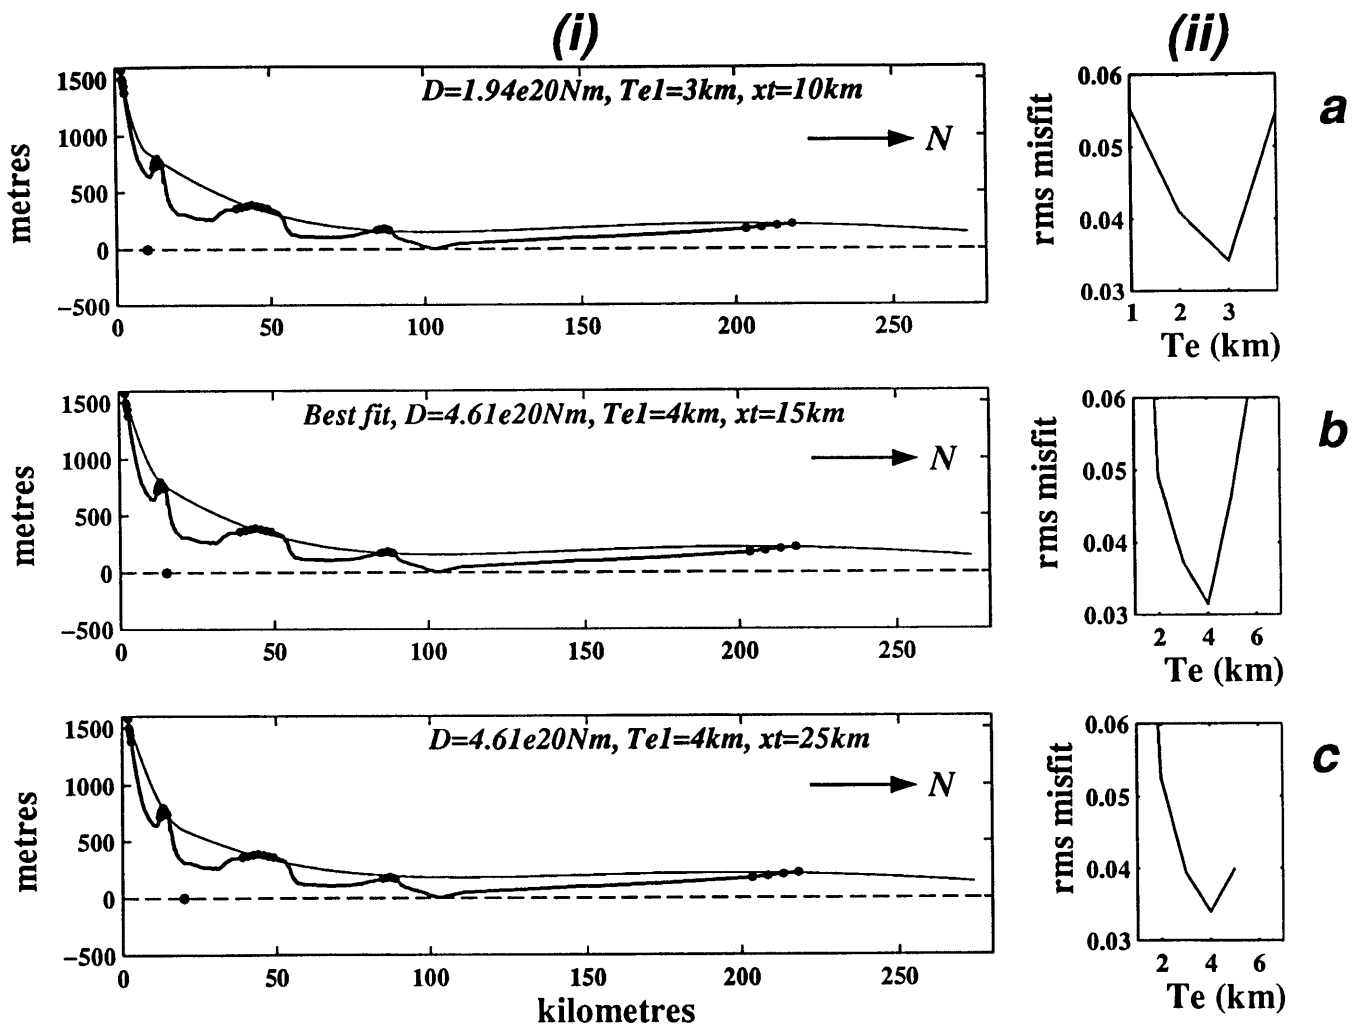 (i)
(ii)
a
metres
1500
1000
500
0
−500
D=1.94e20Nm, Te1=3km, xt=10km
N
0 50 100 150 200 250
rms misfit
0.06
0.05
0.04
0.03
1 2 3
Te (km)
b
metres
1500
1000
500
0
−500
Best fit, D=4.61e20Nm, Te1=4km, xt=15km
N
0 50 100 150 200 250
rms misfit
0.06
0.05
0.04
0.03
2 4 6
Te (km)
c
metres
1500
1000
500
0
−500
D=4.61e20Nm, Te1=4km, xt=25km
N
0 50 100 150 200 250
kilometres
rms misfit
0.06
0.05
0.04
0.03
2 4 6
Te (km)